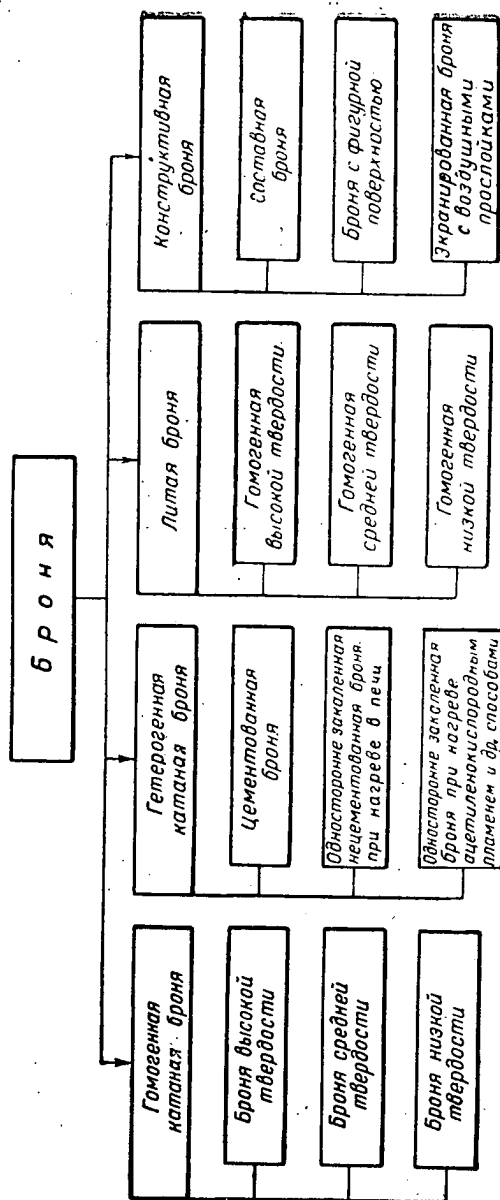 броня
Гомогенная
катаная броня
Броня высокой
твердости
Броня средней
твердости
Броня низкой
твердости
Гетерогенная
катаная броня
Цементованная
броня
Односторонне закаленная
нецементованная броня.
при нагреве в печи
Односторонне закаленная
броня при нагреве
ацетиленокислородным
пламенем и др. способами
Литая броня
Гомогенная
высокой твердости
Гомогенная
средней твердости
Гомогенная
низкой твердости
Конструктивная
броня
Составная
броня
Броня с фигурной
поверхностью
Экранированная броня
с воздушными
прослойками